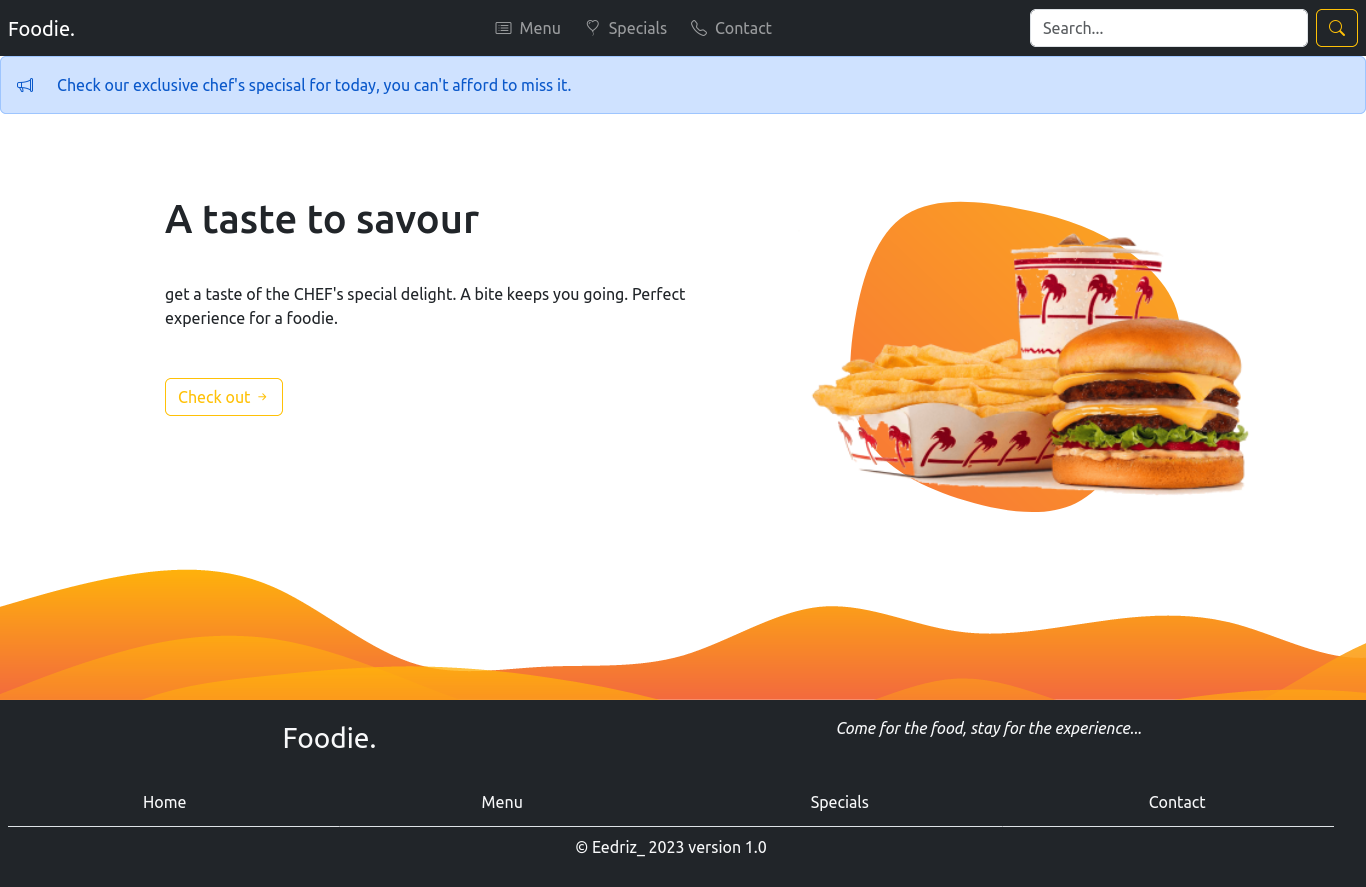 Foodie.
Menu
Specials
Contact
Search...
Check our exclusive chef's specisal for today, you can't afford to miss it.
A taste to savour
get a taste of the CHEF's special delight. A bite keeps you going. Perfect
experience for a foodie.
Check out
Foodie.
Come for the food, stay for the experience...
Home
Menu
Specials
Contact
© Eedriz_ 2023 version 1.0